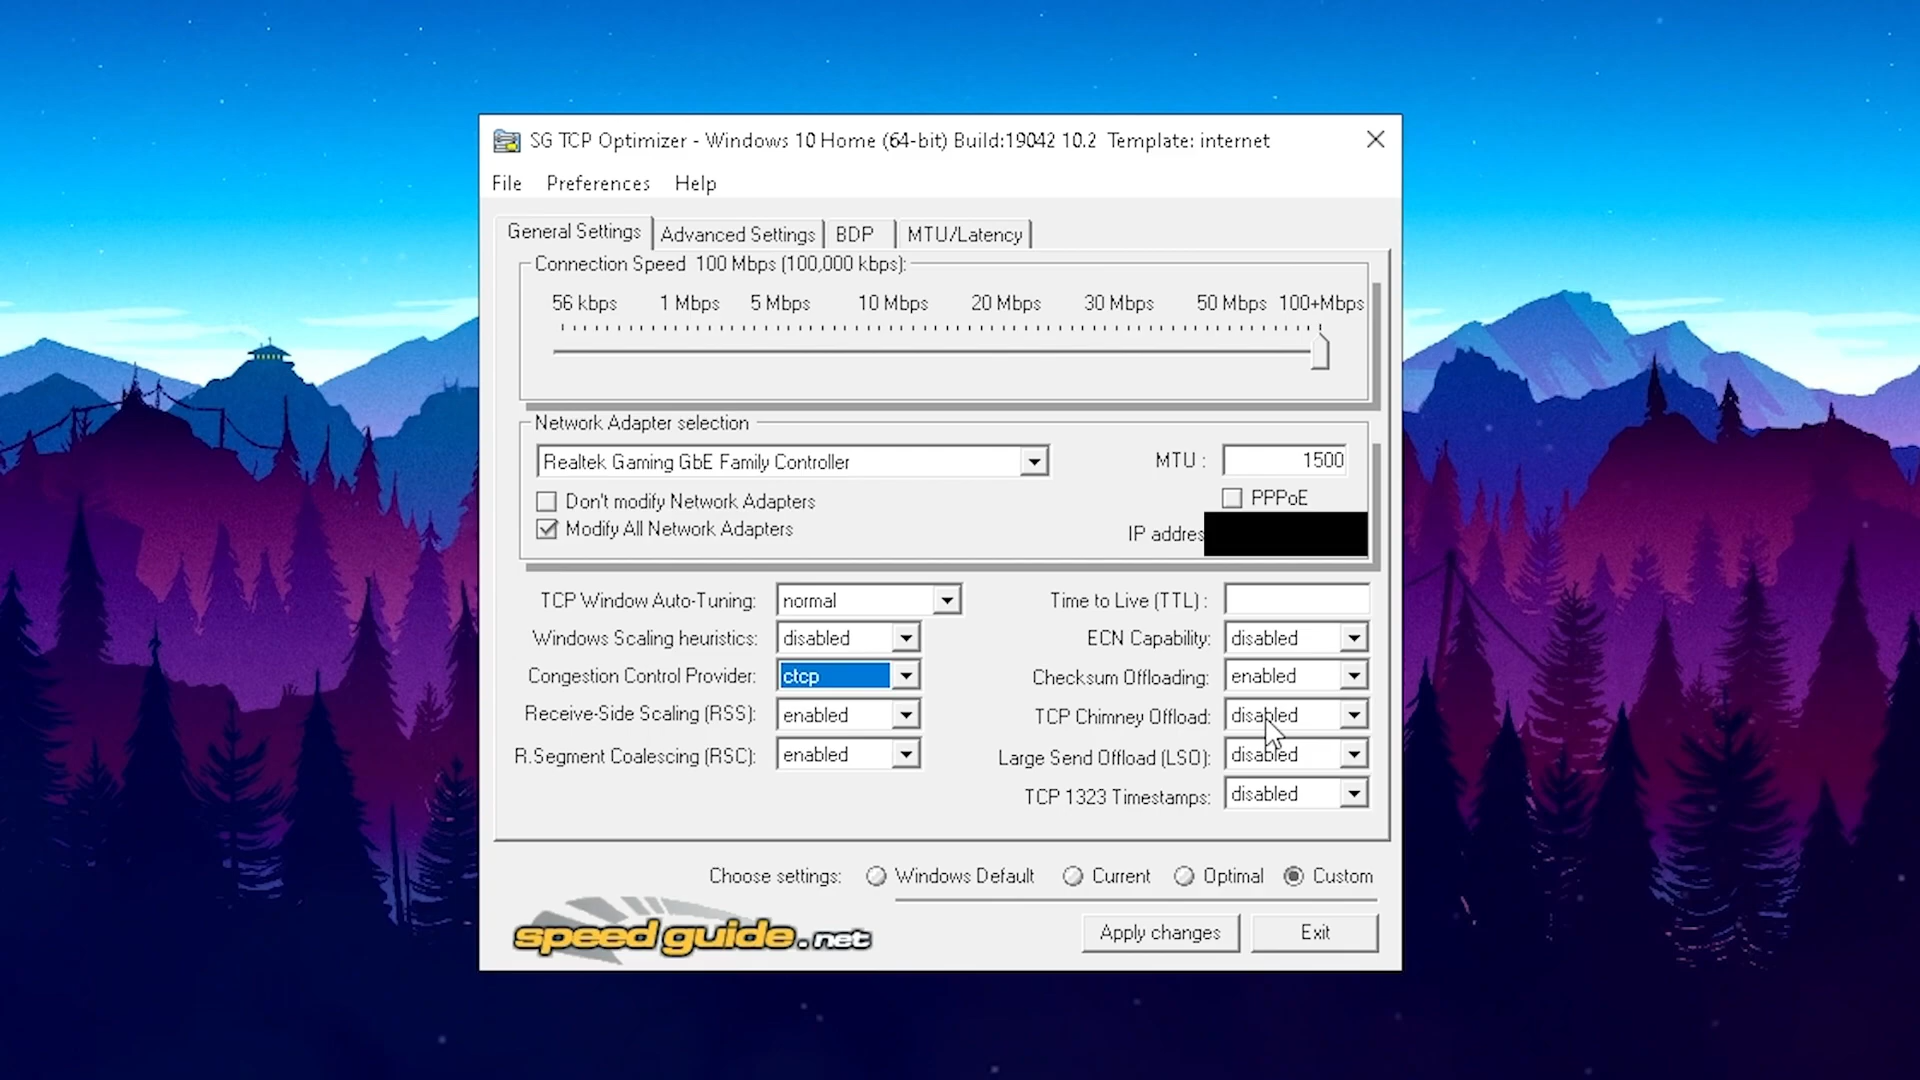 SG TCP Optimizer - Windows 10 Home (64-bit) Build:19042 10.2  Template: internet
File Preferences Help
General Settings Advanced Settings BDP MTU/Latency
Connection Speed 100 Mbps (100,000 kbps):
56 kbps 1 Mbps 5 Mbps 10 Mbps 20 Mbps 30 Mbps 50 Mbps 100+Mbps
Network Adapter selection
Realtek Gaming GbE Family Controller MTU : 1500
Don't modify Network Adapters PPPoE
Modify All Network Adapters IP addres
TCP Window Auto-Tuning: normal Time to Live (TTL) :
Windows Scaling heuristics: disabled ECN Capability: disabled
Congestion Control Provider: ctcp Checksum Offloading: enabled
Receive-Side Scaling (RSS): enabled TCP Chimney Offload: disabled
R.Segment Coalescing (RSC): enabled Large Send Offload (LSO): disabled
TCP 1323 Timestamps: disabled
Choose settings: Windows Default Current Optimal Custom
speed guide.net Apply changes Exit